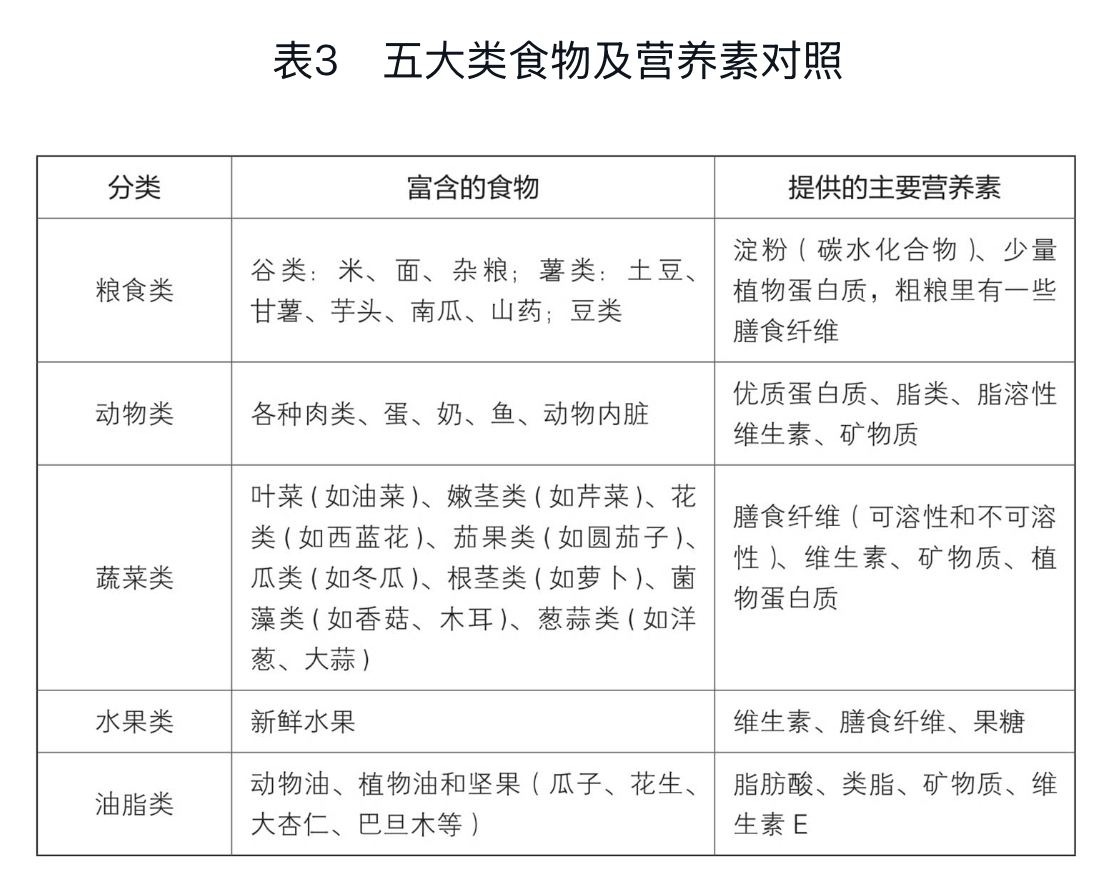 表3 五大类食物及营养素对照
分类
富含的食物
提供的主要营养素
粮食类
谷类：米、面、杂粮；薯类：土豆、
甘薯、芋头、南瓜、山药；豆类
淀粉（碳水化合物）、少量
植物蛋白质，粗粮里有一些
膳食纤维
动物类
各种肉类、蛋、奶、鱼、动物内脏
优质蛋白质、脂类、脂溶性
维生素、矿物质
蔬菜类
叶菜（如油菜）、嫩茎类（如芹菜）、花
类（如西蓝花）、茄果类（如圆茄子）、
瓜类（如冬瓜）、根茎类（如萝卜）、菌
藻类（如香菇、木耳）、葱蒜类（如洋
葱、大蒜）
膳食纤维（可溶性和不可溶
性）、维生素、矿物质、植
物蛋白质
水果类
新鲜水果
维生素、膳食纤维、果糖
油脂类
动物油、植物油和坚果（瓜子、花生、
大杏仁、巴旦木等）
脂肪酸、类脂、矿物质、维
生素 E